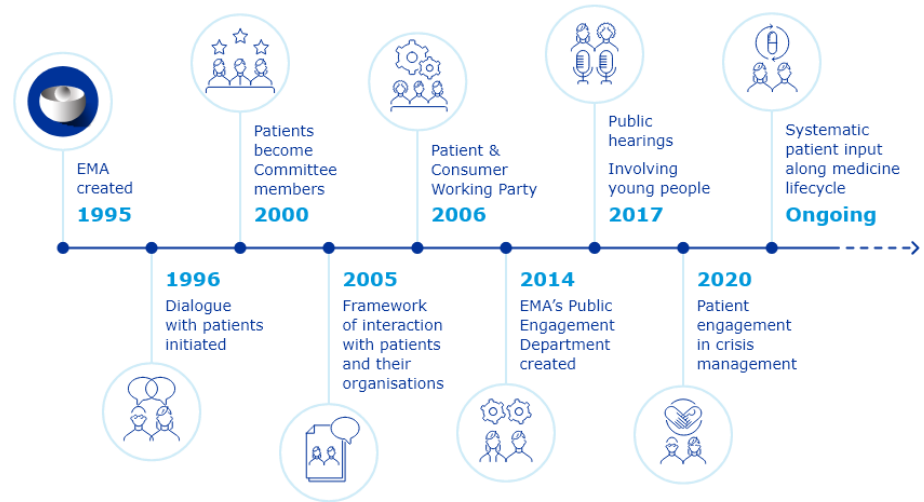 EMA
created
1995
Patients
become
Committee
members
2000
Patient &
Consumer
Working Party
2006
Public
hearings
Involving
young people
2017
Systematic
patient input
along medicine
lifecycle
Ongoing
1996
Dialogue
with patients
initiated
2005
Framework
of interaction
with patients
and their
organisations
2014
EMA’s Public
Engagement
Department
created
2020
Patient
engagement
in crisis
management